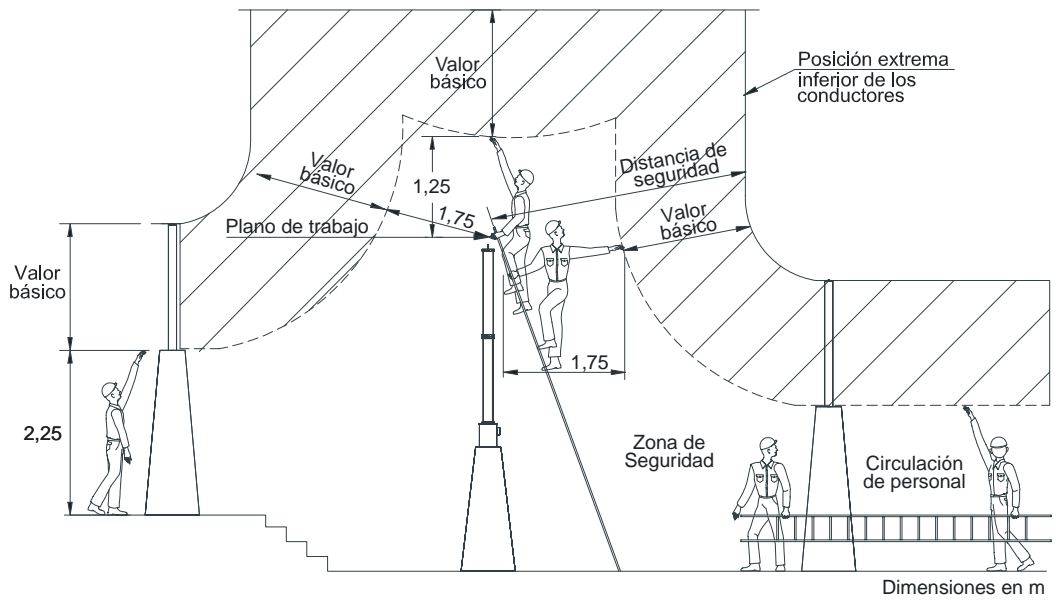 Valor
básico
Posición extrema
inferior de los
conductores
Valor
básico
1,25
Distancia de
seguridad
1,75
Plano de trabajo
Valor
básico
Valor
básico
1,75
2,25
Zona de
Seguridad
Circulación
de personal
Dimensiones en m